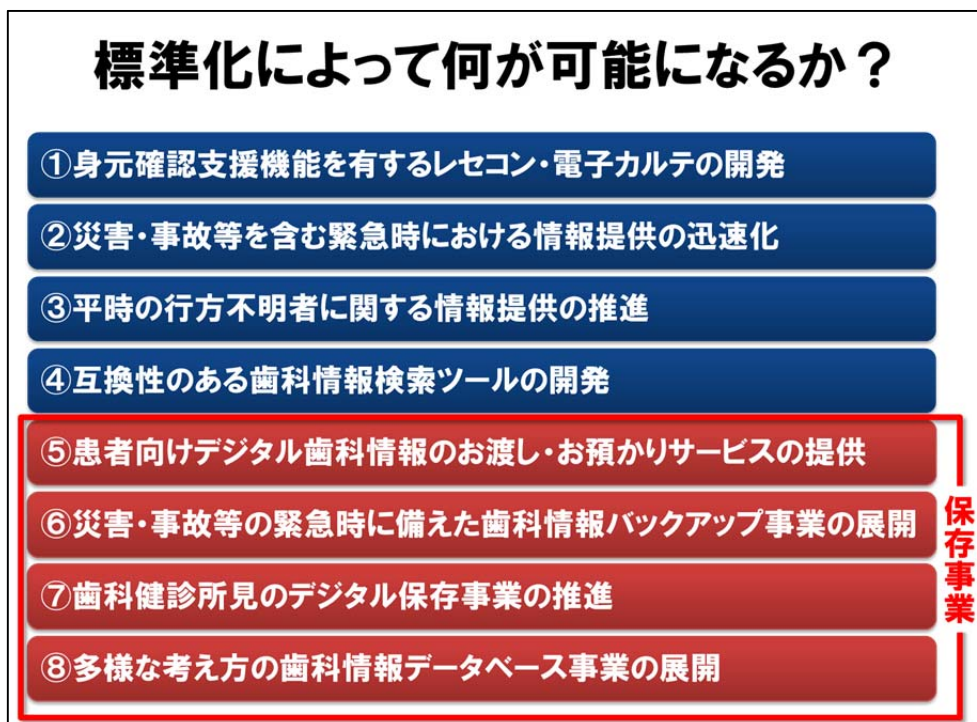 標準化によって何が可能になるか？
①身元確認支援機能を有するレセコン・電子カルテの開発
②災害・事故等を含む緊急時における情報提供の迅速化
③平時の行方不明者に関する情報提供の推進
④互換性のある歯科情報検索ツールの開発
⑤患者向けデジタル歯科情報のお渡し・お預かりサービスの提供
⑥災害・事故等の緊急時に備えた歯科情報バックアップ事業の展開
⑦歯科健診所見のデジタル保存事業の推進
⑧多様な考え方の歯科情報データベース事業の展開
保存事業